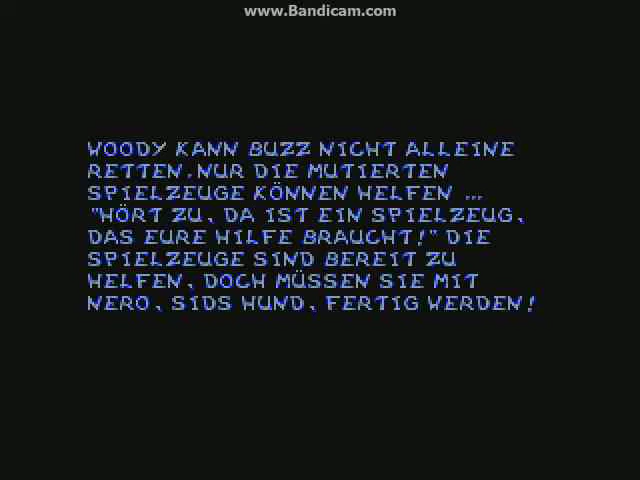 www.Bandicam.com
WOODY KANN BUZZ NICHT ALLEINE
RETTEN.NUR DIE MUTIERTEN
SPIELZEUGE KÖNNEN HELFEN ...
"HÖRT ZU, DA IST EIN SPIELZEUG,
DAS EURE HILFE BRAUCHT!" DIE
SPIELZEUGE SIND BEREIT ZU
HELFEN, DOCH MÜSSEN SIE MIT
NERO, SIDS HUND, FERTIG WERDEN!